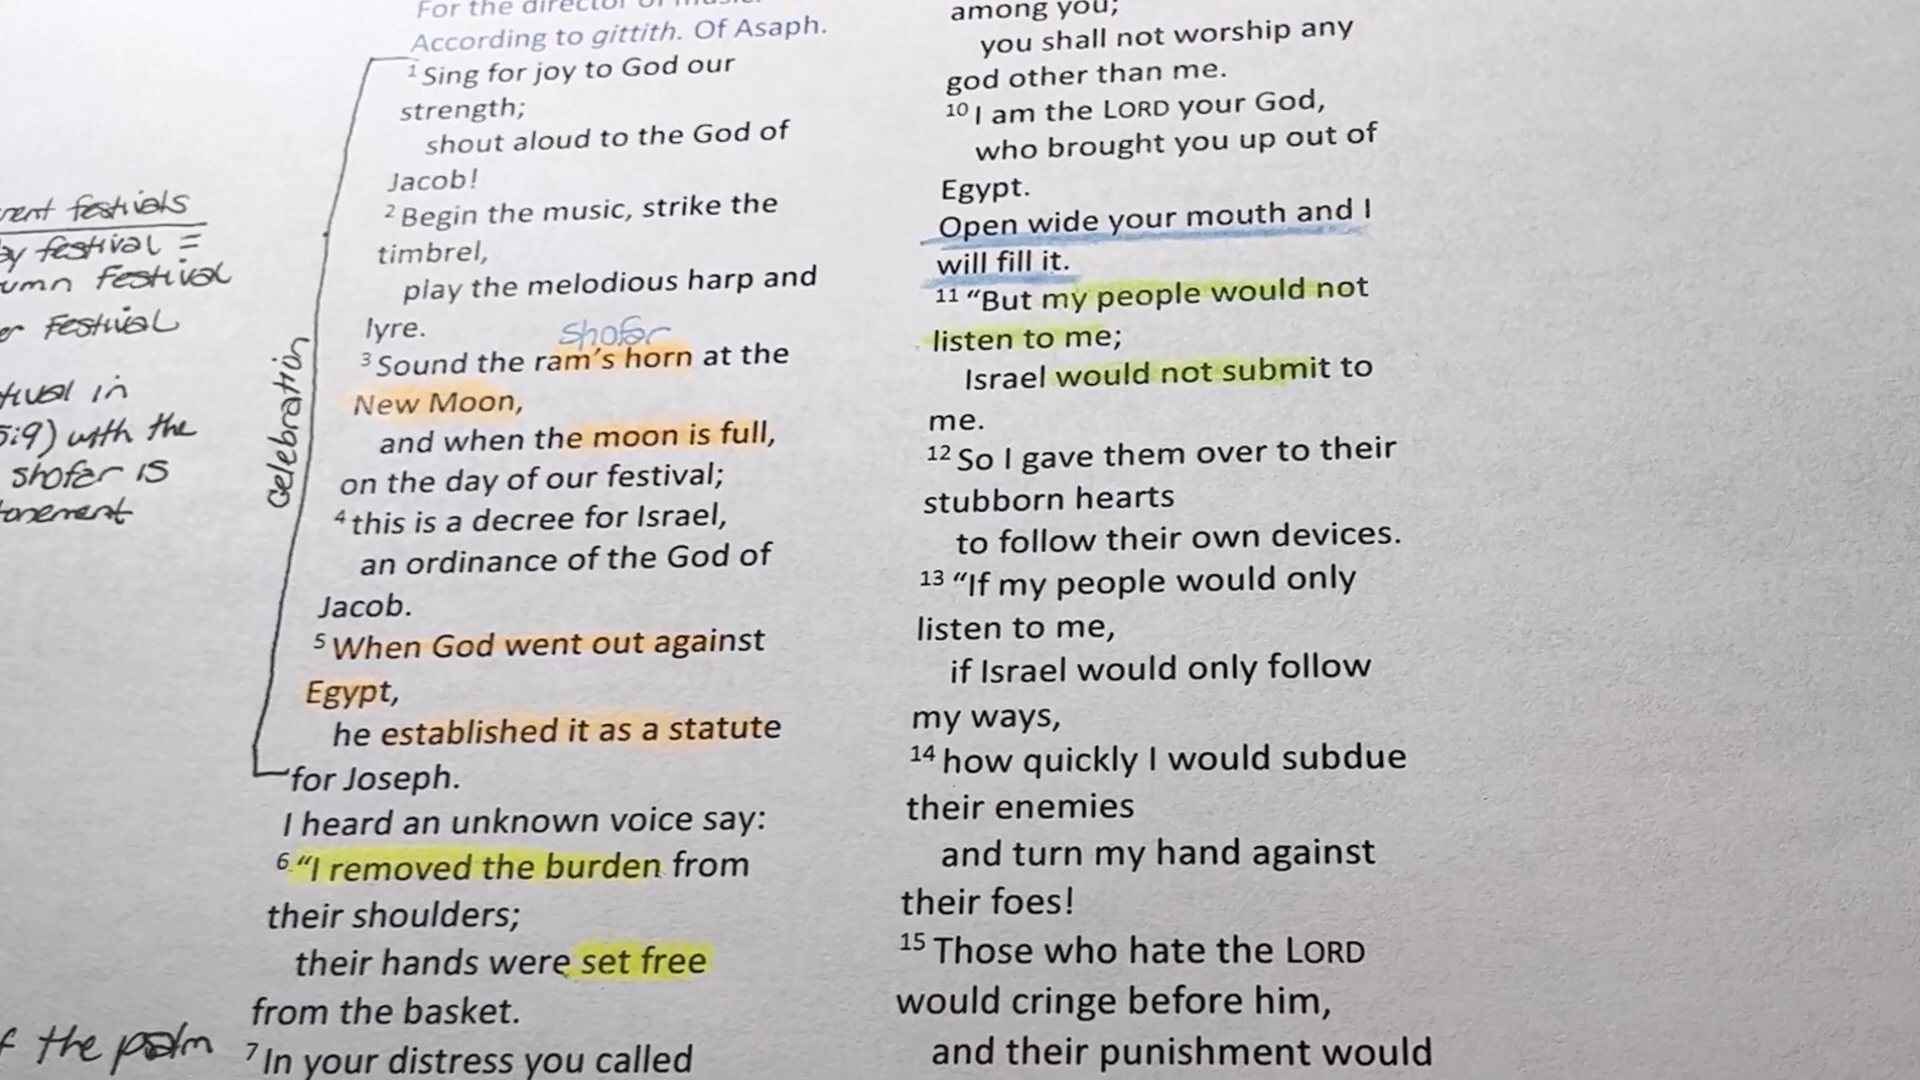 rent festivals
by festival =
umn Festival
er Festival
tival in
5:9) with the
shofar is
tonement
f the psalm
Celebration
For the director of music.
According to gittith. Of Asaph.
1 Sing for joy to God our
strength;
shout aloud to the God of
Jacob!
2 Begin the music, strike the
timbrel,
play the melodious harp and
lyre.
shofar
3 Sound the ram's horn at the
New Moon,
and when the moon is full,
on the day of our festival;
4 this is a decree for Israel,
an ordinance of the God of
Jacob.
5 When God went out against
Egypt,
he established it as a statute
for Joseph.
I heard an unknown voice say:
6 “I removed the burden from
their shoulders;
their hands were set free
from the basket.
7 In your distress you called
among you;
you shall not worship any
god other than me.
10 I am the LORD your God,
who brought you up out of
Egypt.
Open wide your mouth and I
will fill it.
11 “But my people would not
listen to me;
Israel would not submit to
me.
12 So I gave them over to their
stubborn hearts
to follow their own devices.
13 “If my people would only
listen to me,
if Israel would only follow
my ways,
14 how quickly I would subdue
their enemies
and turn my hand against
their foes!
15 Those who hate the LORD
would cringe before him,
and their punishment would